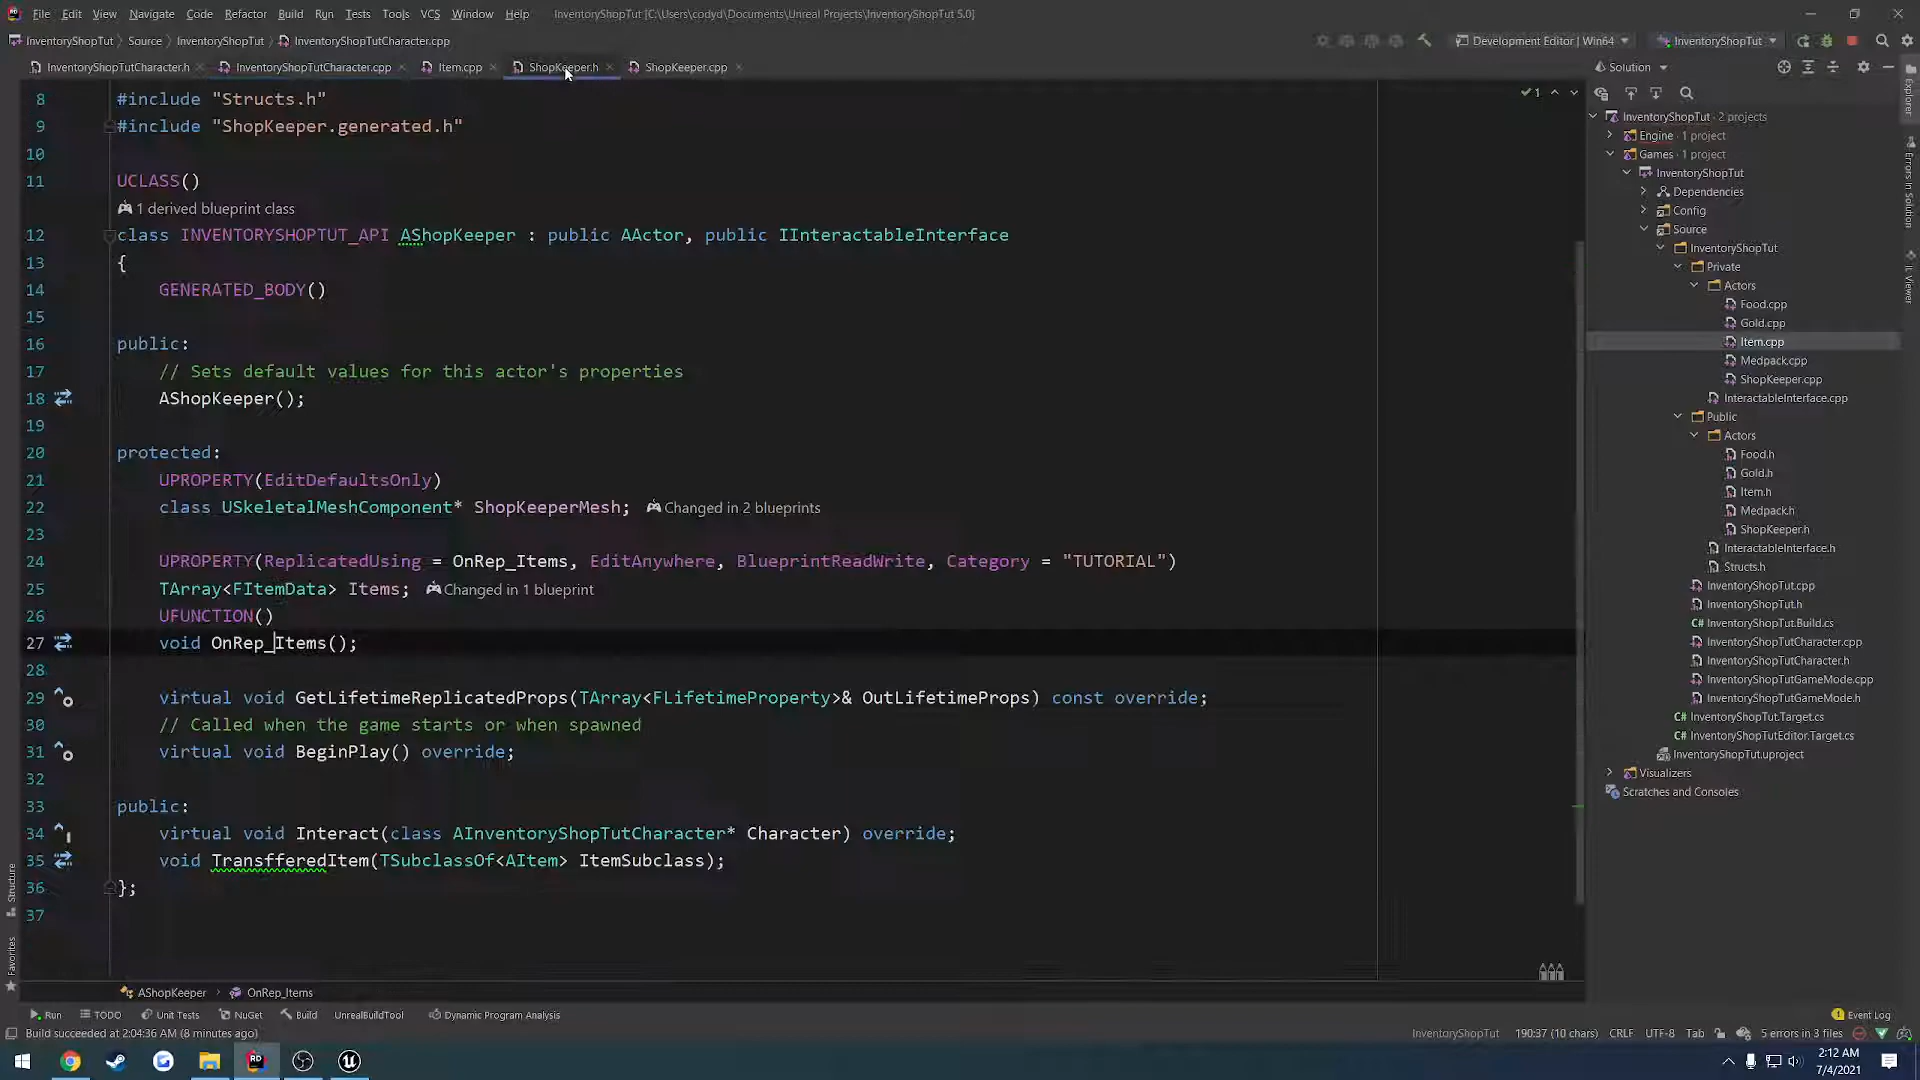 File Edit View Navigate Code Refactor Build Run Tests Tools VCS Window Help InventoryShopTut [C:\Users\codyd\Documents\Unreal Projects\InventoryShopTut 5.0]
InventoryShopTut Source InventoryShopTut InventoryShopTutCharacter.cpp Development Editor | Win64 InventoryShopTut
InventoryShopTutCharacter.h InventoryShopTutCharacter.cpp Item.cpp ShopKeeper.h ShopKeeper.cpp
8 #include "Structs.h"
9 #include "ShopKeeper.generated.h"
10
11 UCLASS()
1 derived blueprint class
12 class INVENTORYSHOPTUT_API AShopKeeper : public AActor, public IInteractableInterface
13 {
14 GENERATED_BODY()
15
16 public:
17 // Sets default values for this actor's properties
18 AShopKeeper();
19
20 protected:
21 UPROPERTY(EditDefaultsOnly)
22 class USkeletalMeshComponent* ShopKeeperMesh; Changed in 2 blueprints
23
24 UPROPERTY(ReplicatedUsing = OnRep_Items, EditAnywhere, BlueprintReadWrite, Category = "TUTORIAL")
25 TArray<FItemData> Items; Changed in 1 blueprint
26 UFUNCTION()
27 void OnRep_Items();
28
29 virtual void GetLifetimeReplicatedProps(TArray<FLifetimeProperty>& OutLifetimeProps) const override;
30 // Called when the game starts or when spawned
31 virtual void BeginPlay() override;
32
33 public:
34 virtual void Interact(class AInventoryShopTutCharacter* Character) override;
35 void TransfferedItem(TSubclassOf<AItem> ItemSubclass);
36 };
37
1
Solution
InventoryShopTut · 2 projects
Engine · 1 project
Games · 1 project
InventoryShopTut
Dependencies
Config
Source
InventoryShopTut
Private
Actors
Food.cpp
Gold.cpp
Item.cpp
Medpack.cpp
ShopKeeper.cpp
InteractableInterface.cpp
Public
Actors
Food.h
Gold.h
Item.h
Medpack.h
ShopKeeper.h
InteractableInterface.h
Structs.h
InventoryShopTut.cpp
InventoryShopTut.h
C# InventoryShopTut.Build.cs
InventoryShopTutCharacter.cpp
InventoryShopTutCharacter.h
InventoryShopTutGameMode.cpp
InventoryShopTutGameMode.h
C# InventoryShopTut.Target.cs
C# InventoryShopTutEditor.Target.cs
InventoryShopTut.uproject
Visualizers
Scratches and Consoles
Explorer
Errors in Solution
IL Viewer
Structure
Favorites
AShopKeeper OnRep_Items
Run TODO Unit Tests NuGet Build UnrealBuildTool Dynamic Program Analysis Event Log
Build succeeded at 2:04:36 AM (8 minutes ago) InventoryShopTut 190:37 (10 chars) CRLF UTF-8 Tab 5 errors in 3 files
RD
2:12 AM
7/4/2021